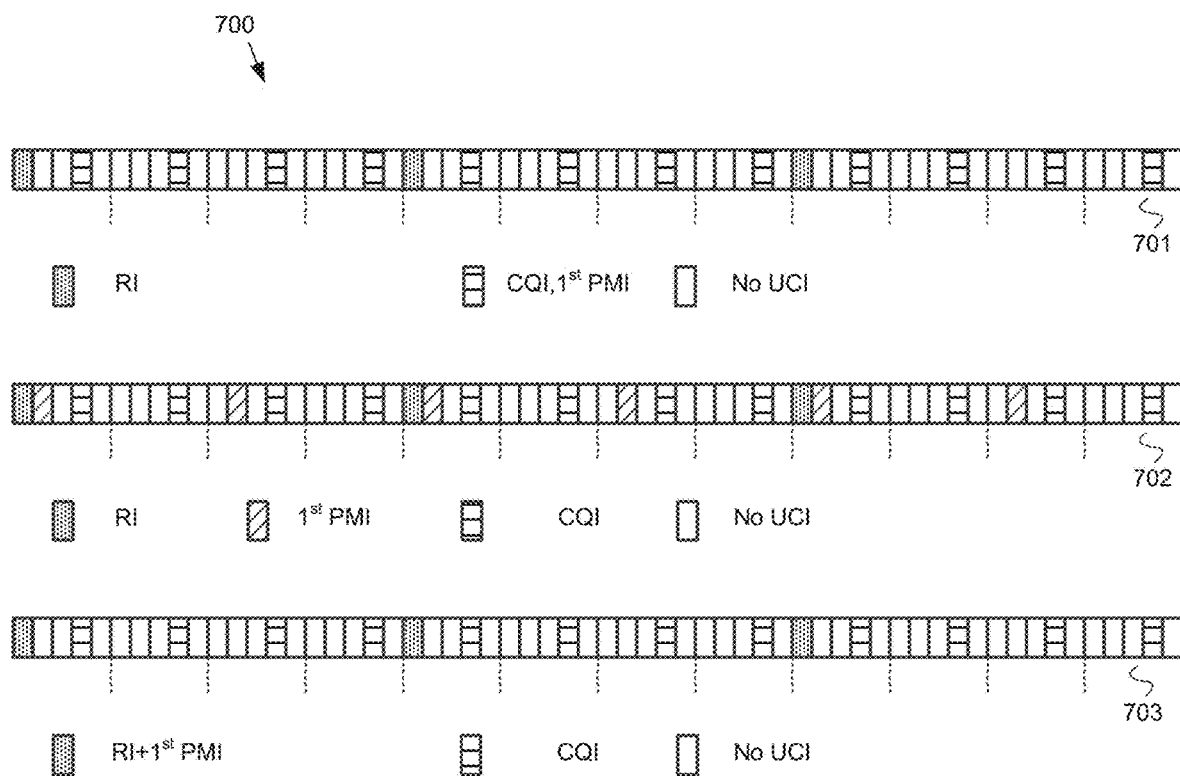 700
701
RI CQI,1st PMI No UCI
702
RI 1st PMI CQI No UCI
703
RI+1st PMI CQI No UCI